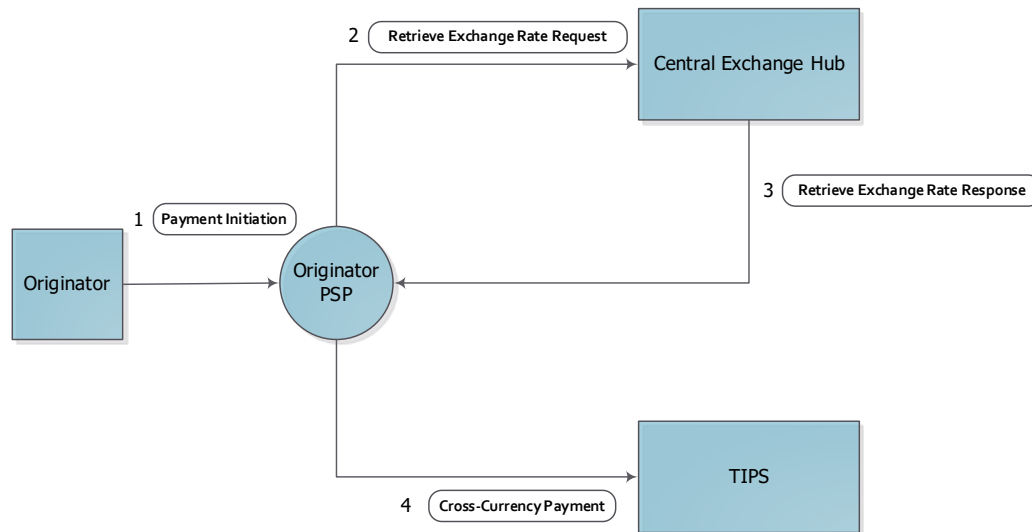 2 Retrieve Exchange Rate Request
Central Exchange Hub
3 Retrieve Exchange Rate Response
1 Payment Initiation
Originator
Originator
PSP
TIPS
4 Cross-Currency Payment